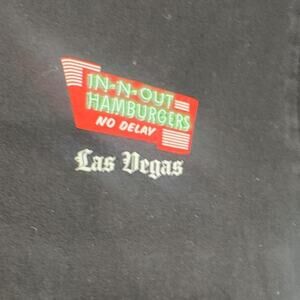 IN-N-OUT
HAMBURGERS
NO DELAY
Las Vegas